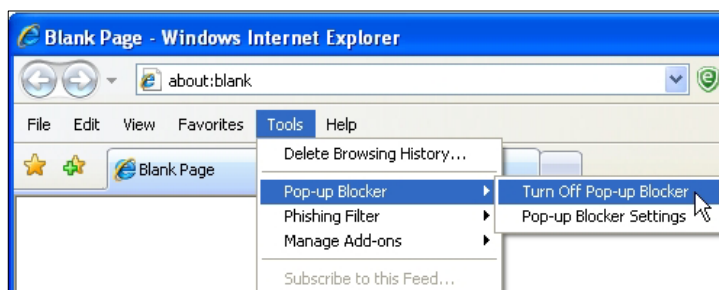 Blank Page - Windows Internet Explorer
about:blank
File Edit View Favorites Tools Help
Delete Browsing History...
Blank Page
Pop-up Blocker Turn Off Pop-up Blocker
Phishing Filter Pop-up Blocker Settings
Manage Add-ons
Subscribe to this Feed...